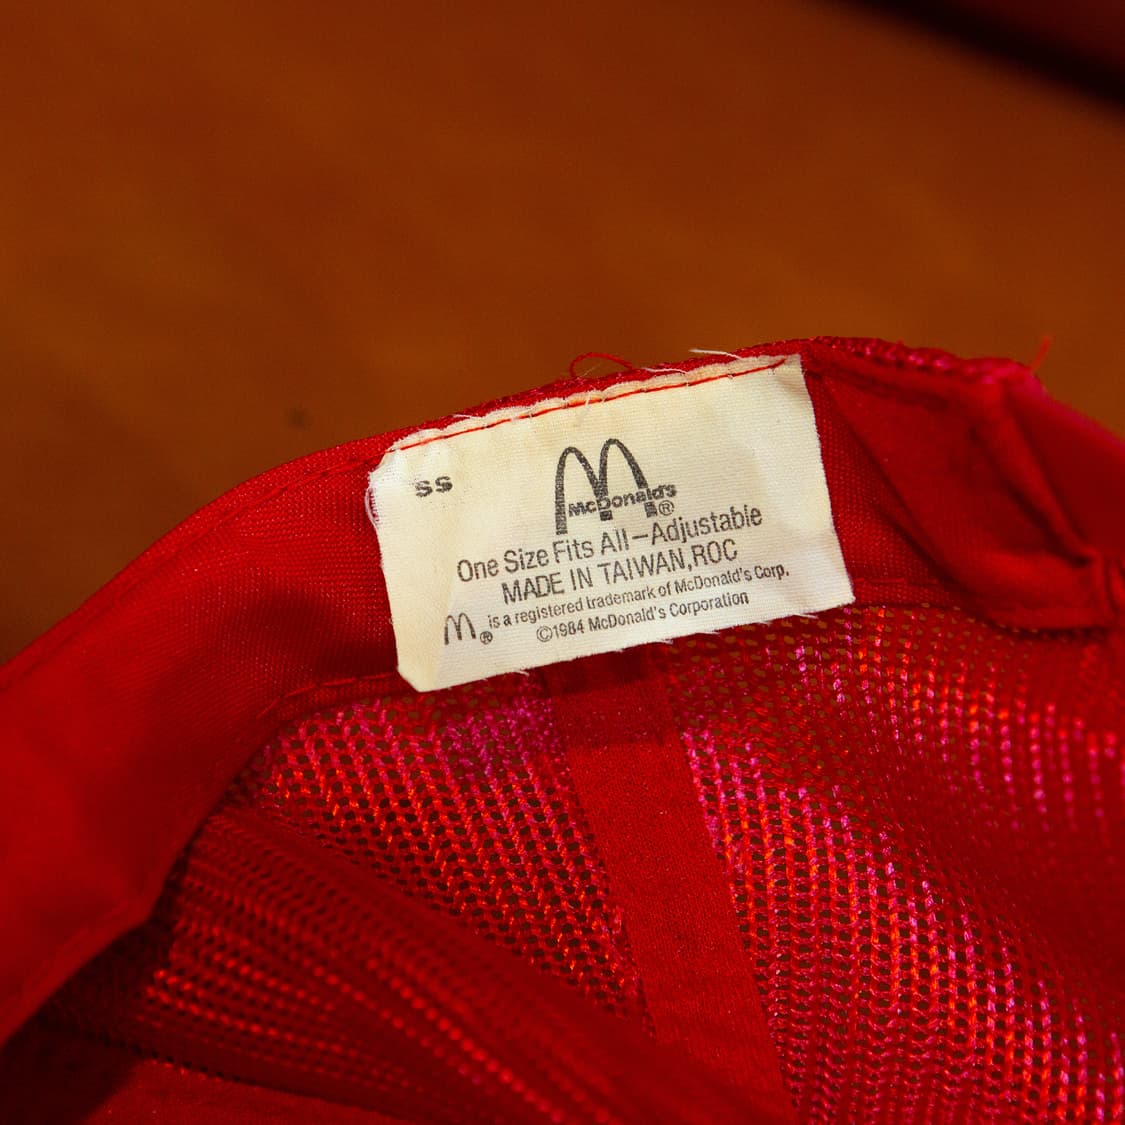 SS
McDonald's®
One Size Fits All-Adjustable
MADE IN TAIWAN,ROC
M® is a registered trademark of McDonald's Corp.
©1984 McDonald's Corporation